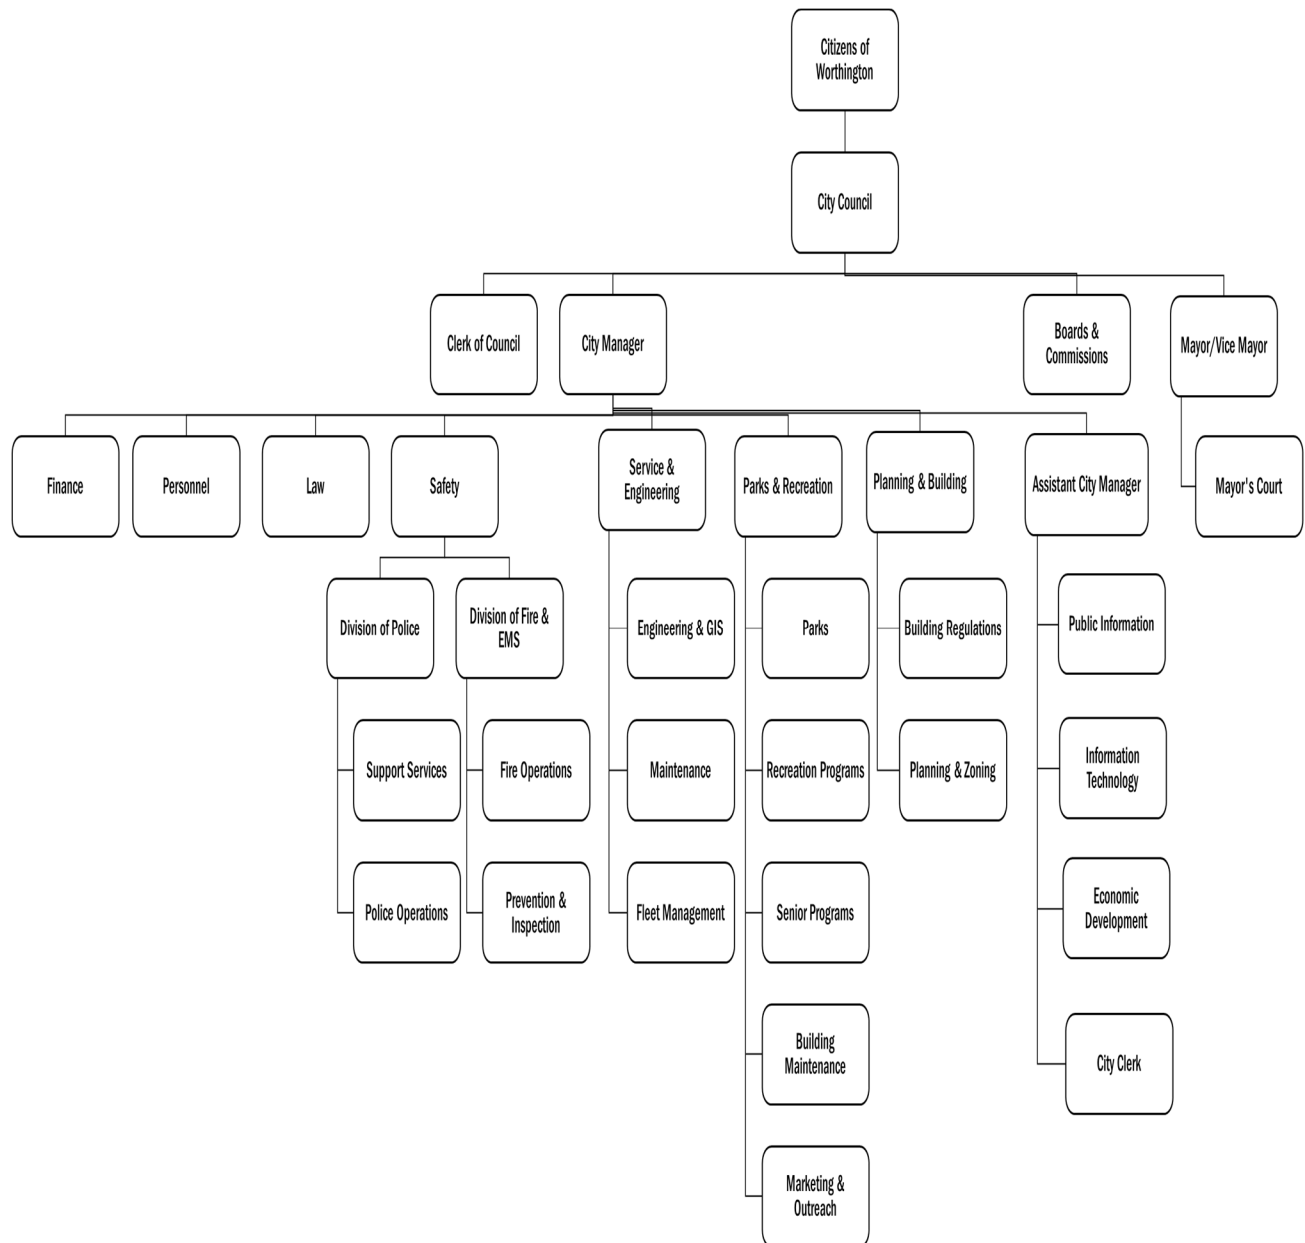 Citizens of
Worthington
City Council
Clerk of Council
City Manager
Boards &
Commissions
Mayor/Vice Mayor
Finance
Personnel
Law
Safety
Service &
Engineering
Parks & Recreation
Planning & Building
Assistant City Manager
Mayor's Court
Division of Police
Division of Fire &
EMS
Engineering & GIS
Parks
Building Regulations
Public Information
Support Services
Fire Operations
Maintenance
Recreation Programs
Planning & Zoning
Information
Technology
Police Operations
Prevention &
Inspection
Fleet Management
Senior Programs
Economic
Development
Building
Maintenance
City Clerk
Marketing &
Outreach